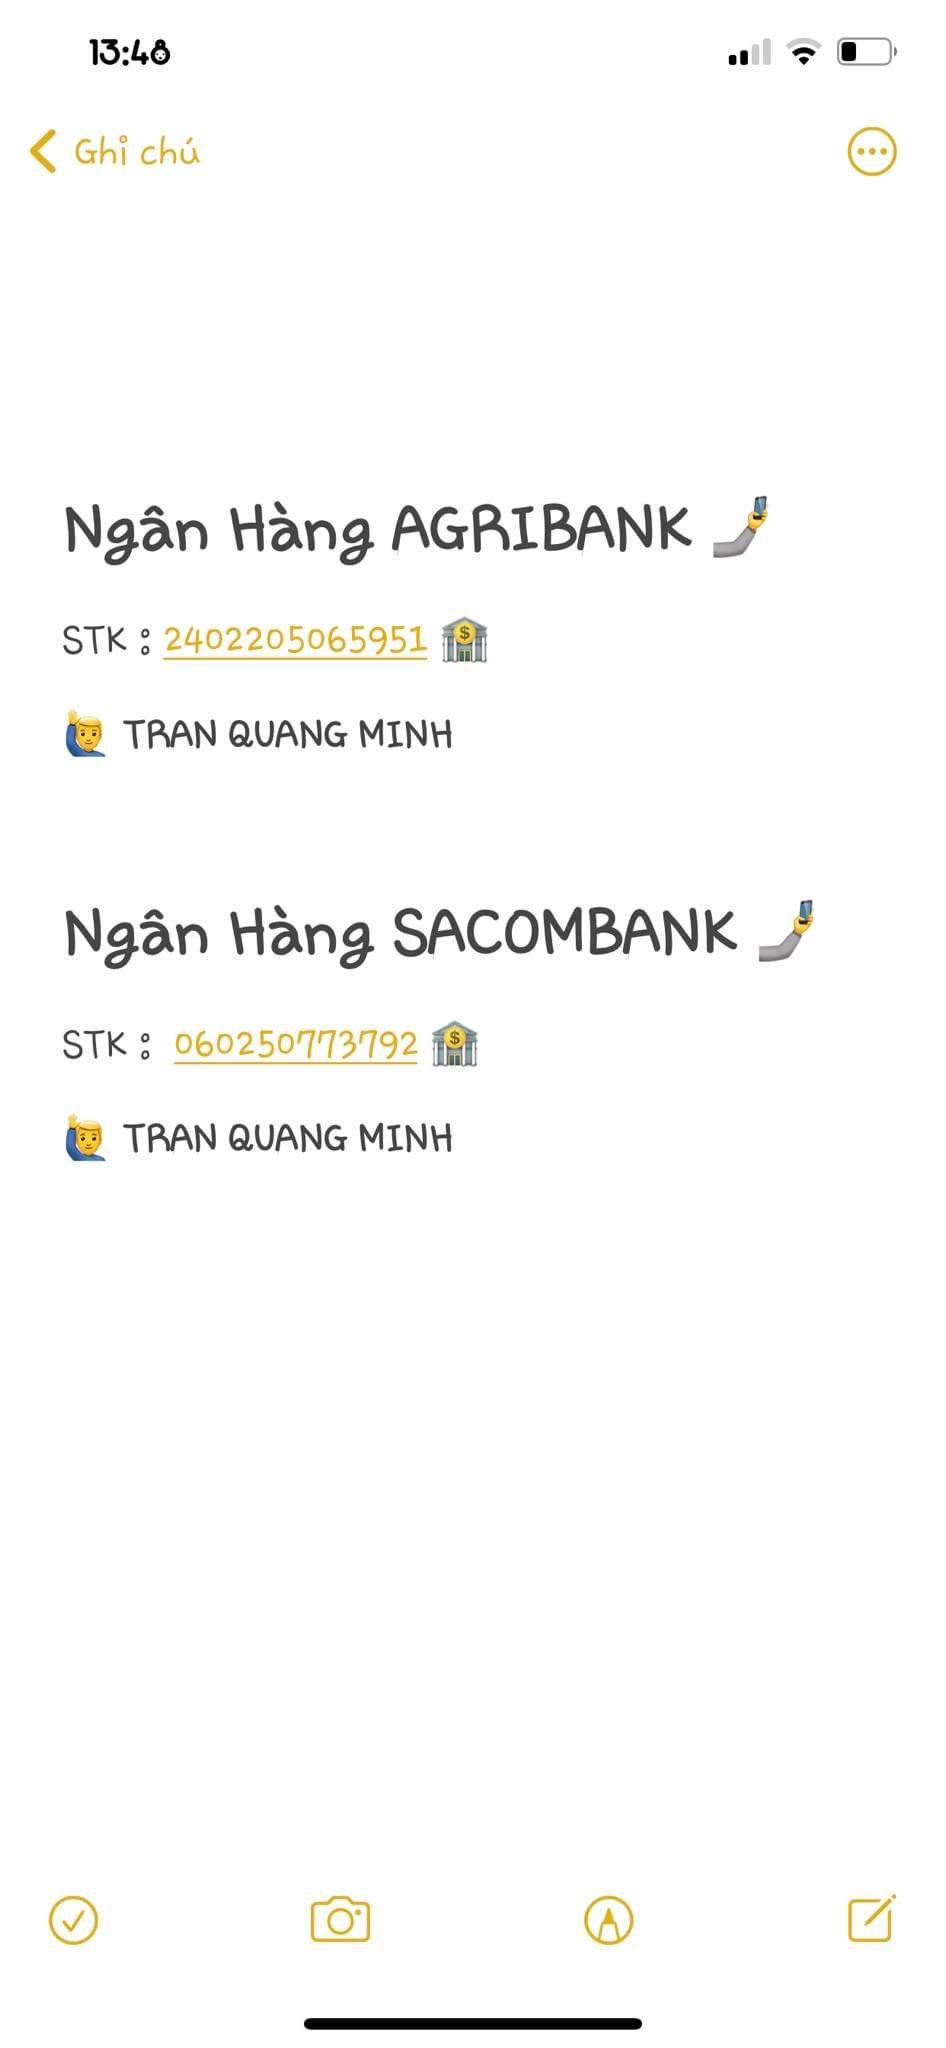 13:48
Ghi chú
Ngân Hàng AGRIBANK
STK : 2402205065951
TRAN QUANG MINH
Ngân Hàng SACOMBANK
STK : 060250773792
TRAN QUANG MINH